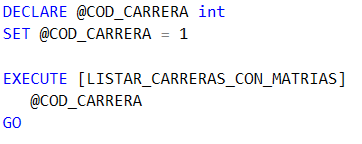 DECLARE @COD_CARRERA int
SET @COD_CARRERA = 1
EXECUTE [LISTAR_CARRERAS_CON_MATRIAS]
@COD_CARRERA
GO